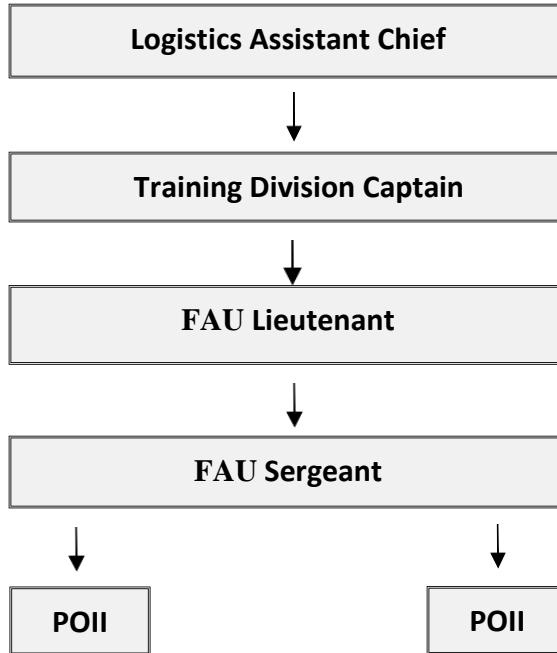 Logistics Assistant Chief
Training Division Captain
FAU Lieutenant
FAU Sergeant
POII
POII